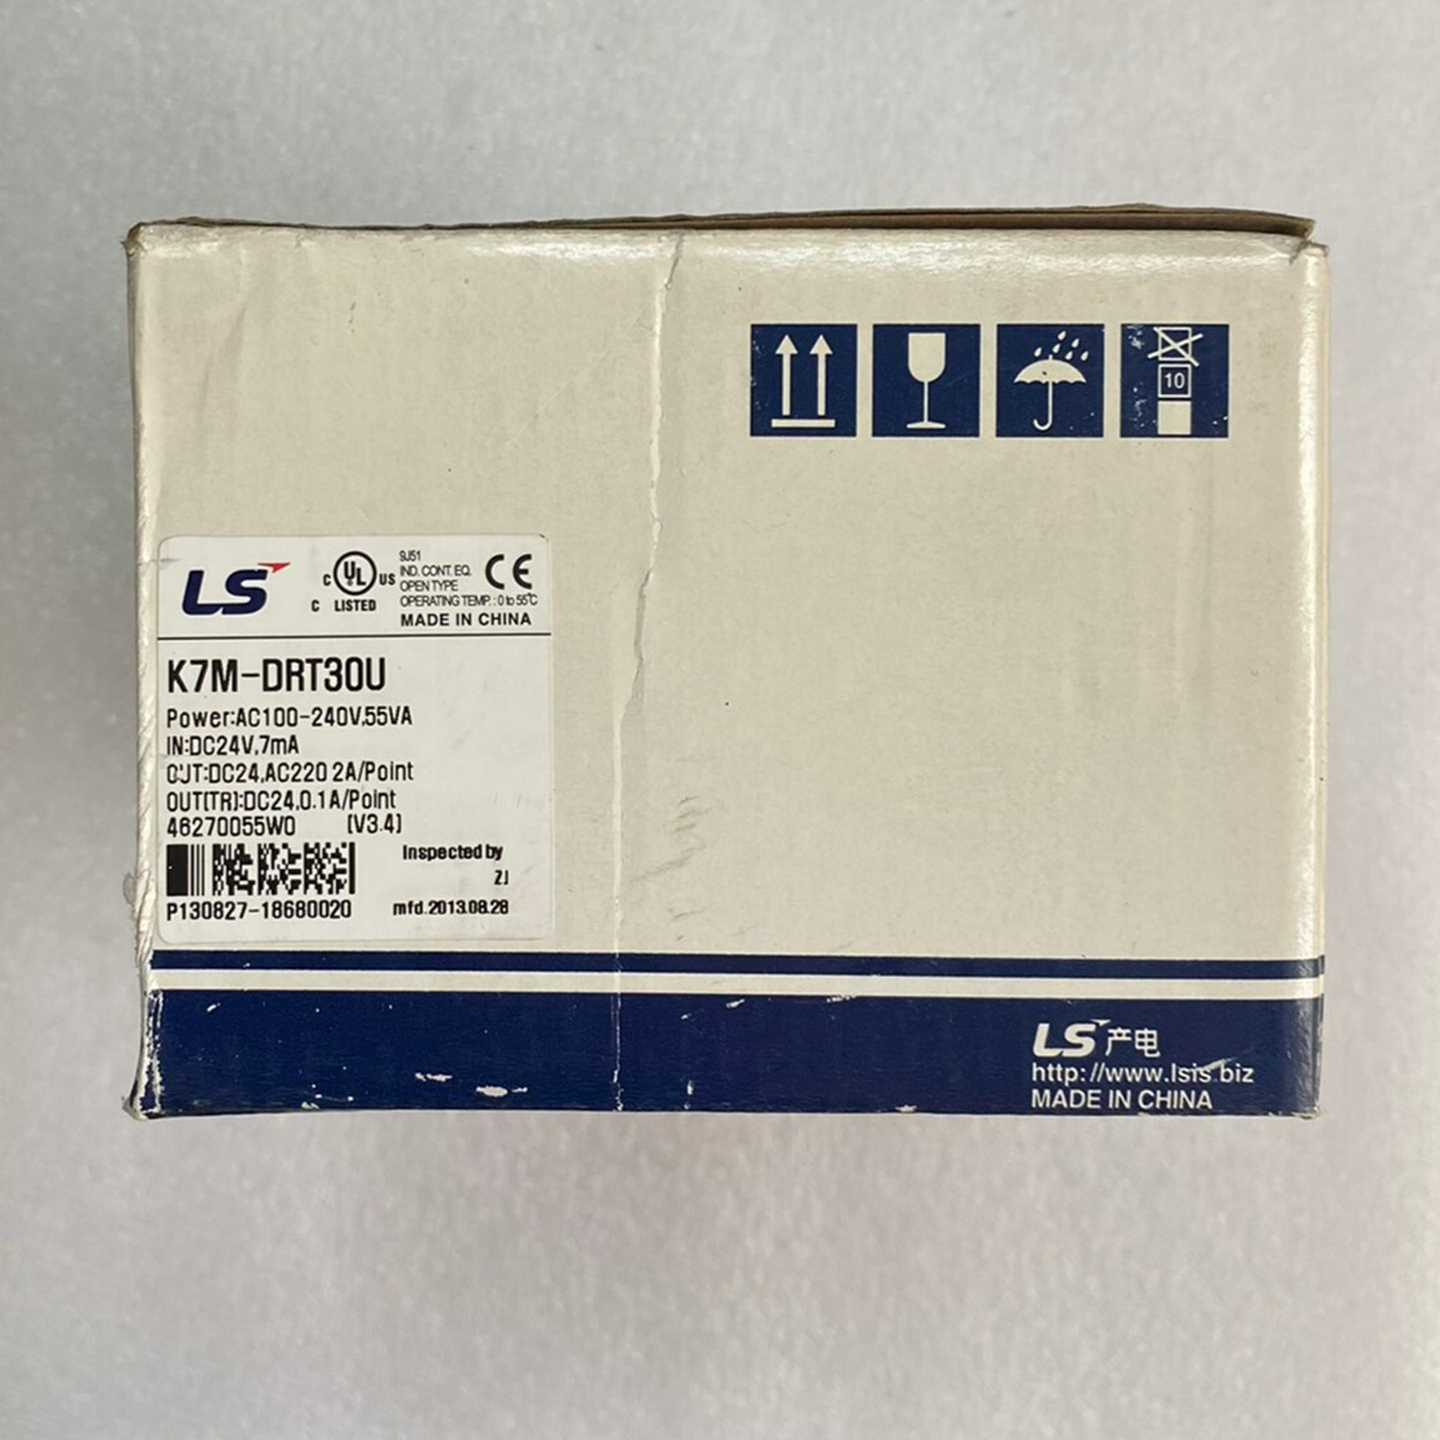 10
LS
C UL US
C LISTED
9J51
IND. CONT. EQ.
OPEN TYPE
OPERATING TEMP. : 0 to 55℃
MADE IN CHINA
CE
K7M-DRT30U
Power:AC100-240V,55VA
IN:DC24V,7mA
OUT:DC24,AC220 2A/Point
OUT(TR):DC24,0.1A/Point
46270055W0 (V3.4)
Inspected by
ZJ
P130827-18680020 mfd.2013.08.28
LS 产电
http://www.lsis.biz
MADE IN CHINA